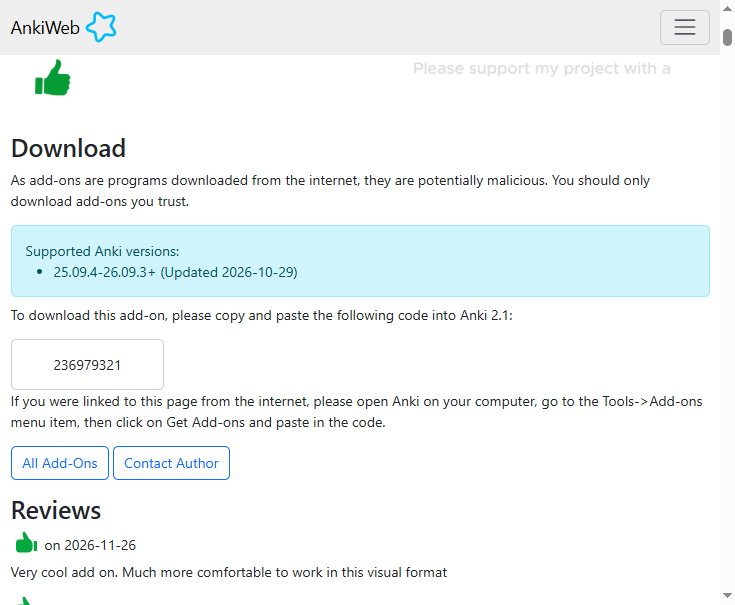 AnkiWeb
Please support my project with a
Download
As add-ons are programs downloaded from the internet, they are potentially malicious. You should only
download add-ons you trust.
Supported Anki versions:
• 25.09.4-26.09.3+ (Updated 2026-10-29)
To download this add-on, please copy and paste the following code into Anki 2.1:
236979321
If you were linked to this page from the internet, please open Anki on your computer, go to the Tools->Add-ons
menu item, then click on Get Add-ons and paste in the code.
All Add-Ons Contact Author
Reviews
on 2026-11-26
Very cool add on. Much more comfortable to work in this visual format